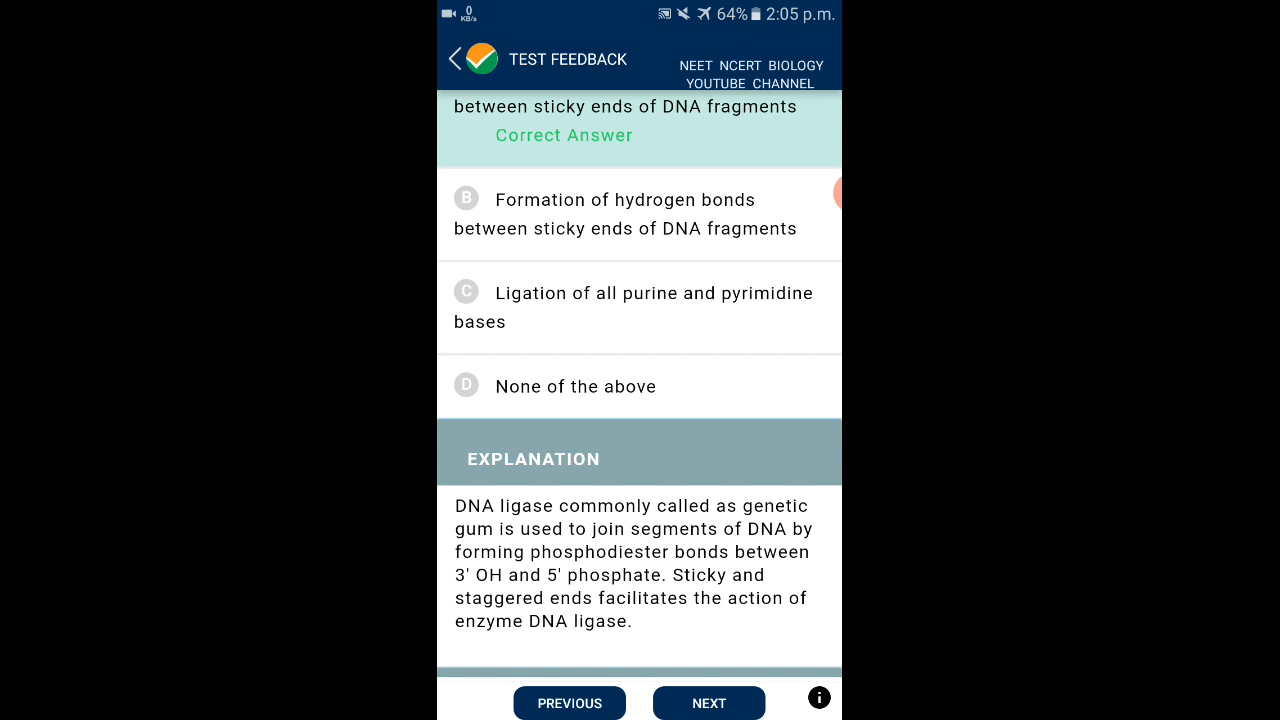 0
KB/s
64% 2:05 p.m.
TEST FEEDBACK
NEET NCERT BIOLOGY
YOUTUBE CHANNEL
between sticky ends of DNA fragments
Correct Answer
B Formation of hydrogen bonds
between sticky ends of DNA fragments
C Ligation of all purine and pyrimidine
bases
D None of the above
EXPLANATION
DNA ligase commonly called as genetic
gum is used to join segments of DNA by
forming phosphodiester bonds between
3' OH and 5' phosphate. Sticky and
staggered ends facilitates the action of
enzyme DNA ligase.
PREVIOUS NEXT i